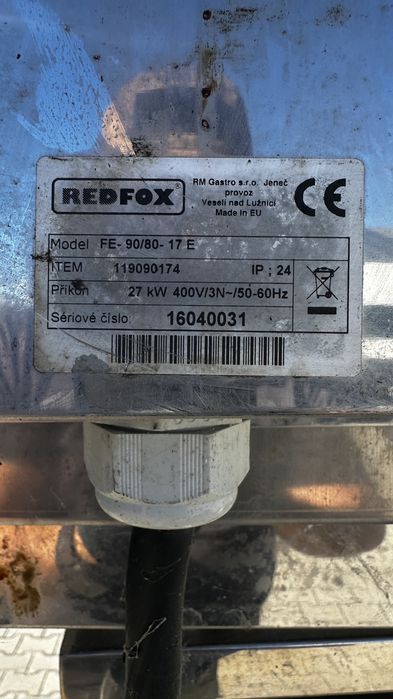 REDFOX
RM Gastro s.r.o. Jeneč
provoz
Veselí nad Lužnicí
Made in EU
CE
Model FE- 90/80- 17 E
ITEM 119090174 IP ; 24
Příkon 27 kW 400V/3N~/50-60Hz
Sériové číslo: 16040031